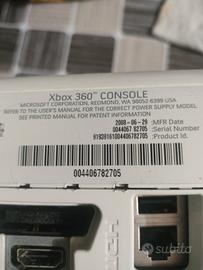 Xbox 360™ CONSOLE
MICROSOFT CORPORATION, REDMOND, WA 98052-6399 USA
REFER TO THE USER'S MANUAL FOR THE CORRECT POWER SUPPLY MODEL
SEE PRINTED MANUAL FOR PATENT INFORMATION
2008-06-29 :MFR Date
004406782705 :Serial Number
:Product Id.
004406782705
subito